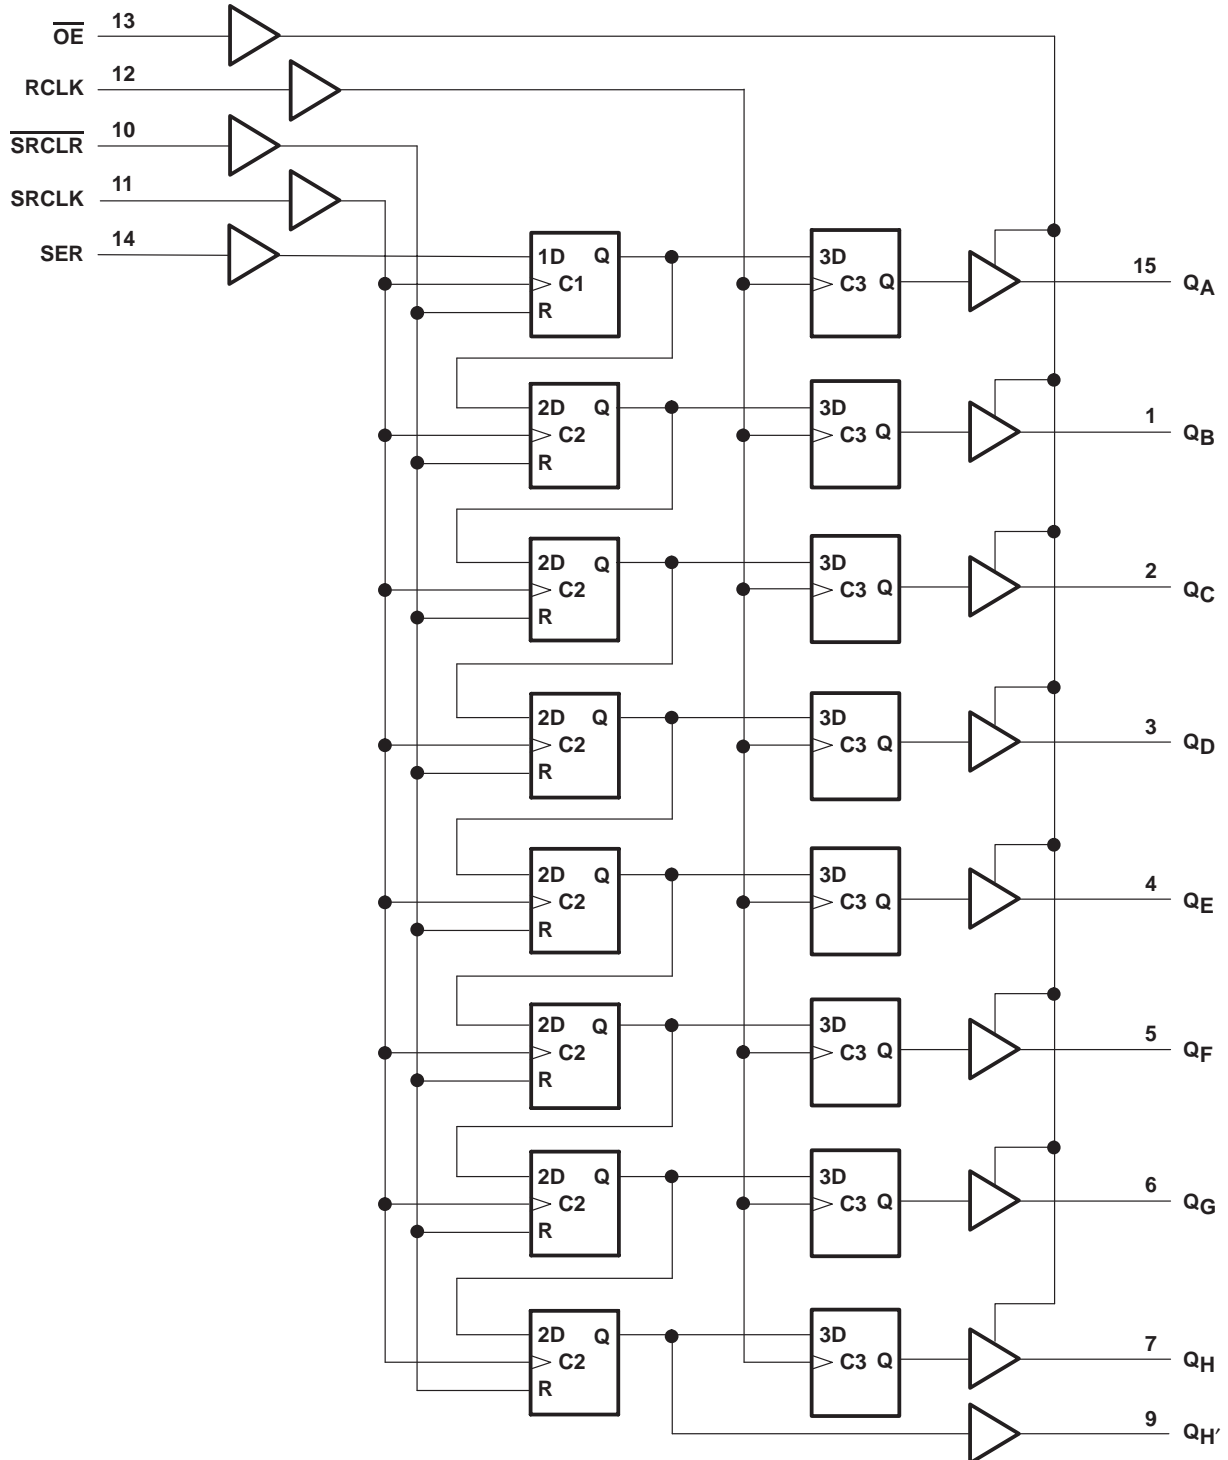 O̅E̅ 13
RCLK 12
S̅R̅C̅L̅R̅ 10
SRCLK 11
SER 14
1D Q
C1
R
3D
C3 Q
15 QA
2D Q
C2
R
3D
C3 Q
1 QB
2D Q
C2
R
3D
C3 Q
2 QC
2D Q
C2
R
3D
C3 Q
3 QD
2D Q
C2
R
3D
C3 Q
4 QE
2D Q
C2
R
3D
C3 Q
5 QF
2D Q
C2
R
3D
C3 Q
6 QG
2D Q
C2
R
3D
C3 Q
7 QH
9 QH′